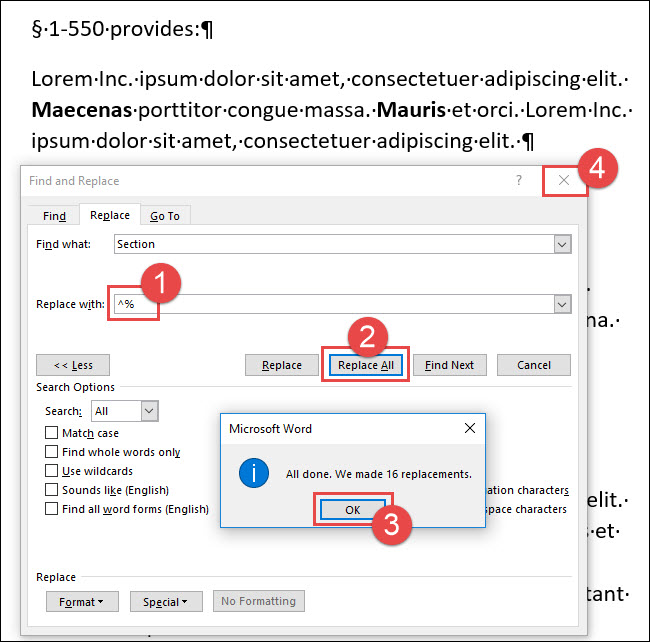 §·1-550·provides:¶
Lorem·Inc.·ipsum·dolor·sit·amet,·consectetuer·adipiscing·elit.·
Maecenas·porttitor·congue·massa.·Mauris·et·orci.·Lorem·Inc.·
ipsum·dolor·sit·amet,·consectetuer·adipiscing·elit.·¶
Find and Replace ? 4
Find Replace Go To
Find what: Section
1
Replace with: ^%
2
<< Less Replace Replace All Find Next Cancel
Search Options
Search: All
Microsoft Word
Match case
Find whole words only
Use wildcards
i All done. We made 16 replacements.
Sounds like (English) characters
elit.·
Find all word forms (English) OK characters
3
·et·
Replace
Format Special No Formatting